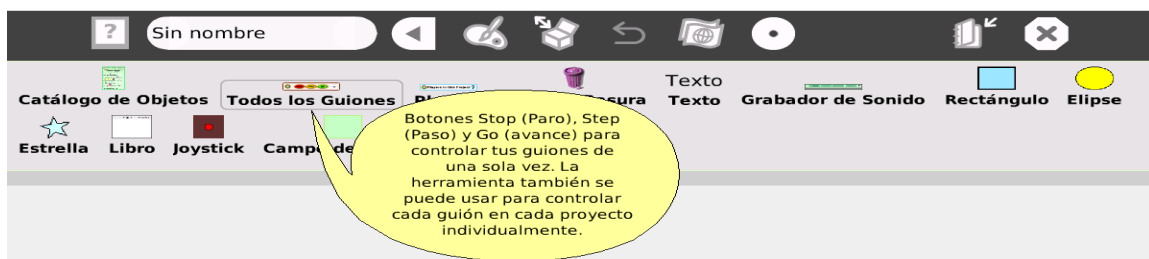 ?
Sin nombre
Texto
Catálogo de Objetos Todos los Guiones Texto Grabador de Sonido Rectángulo Elipse
Estrella Libro Joystick
Botones Stop (Paro), Step
(Paso) y Go (avance) para
controlar tus guiones de
una sola vez. La
herramienta también se
puede usar para controlar
cada guión en cada proyecto
individualmente.